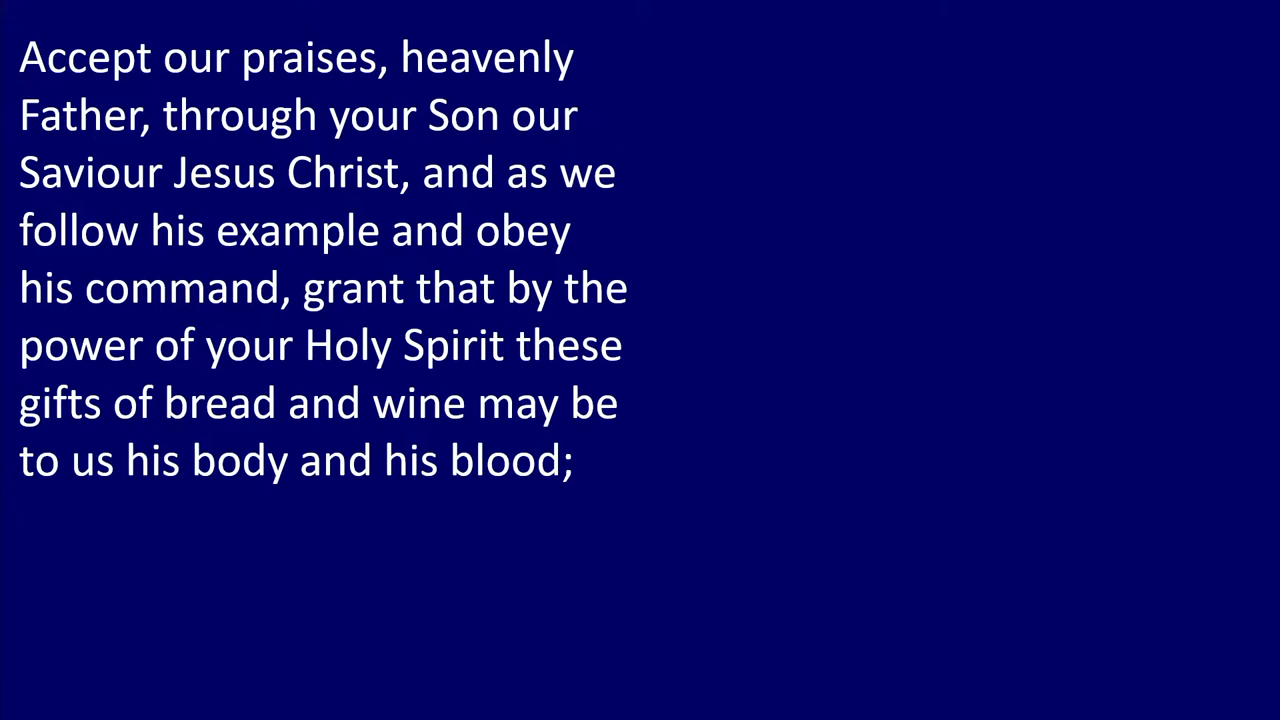 Accept our praises, heavenly
Father, through your Son our
Saviour Jesus Christ, and as we
follow his example and obey
his command, grant that by the
power of your Holy Spirit these
gifts of bread and wine may be
to us his body and his blood;